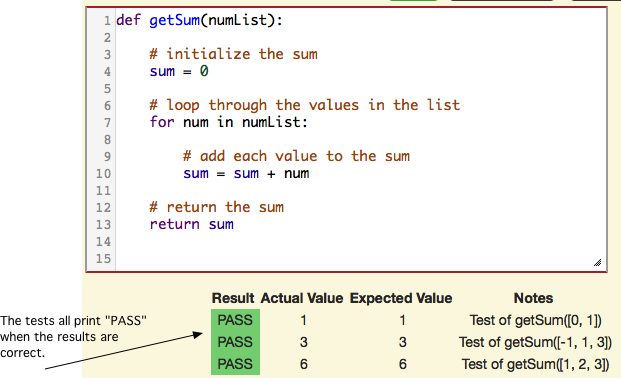 1 def getSum(numList):
2
3     # initialize the sum
4     sum = 0
5
6     # loop through the values in the list
7     for num in numList:
8
9         # add each value to the sum
10         sum = sum + num
11
12     # return the sum
13     return sum
14
15
Result Actual Value Expected Value Notes
PASS 1 1 Test of getSum([0, 1])
PASS 3 3 Test of getSum([-1, 1, 3])
PASS 6 6 Test of getSum([1, 2, 3])
The tests all print "PASS"
when the results are
correct.